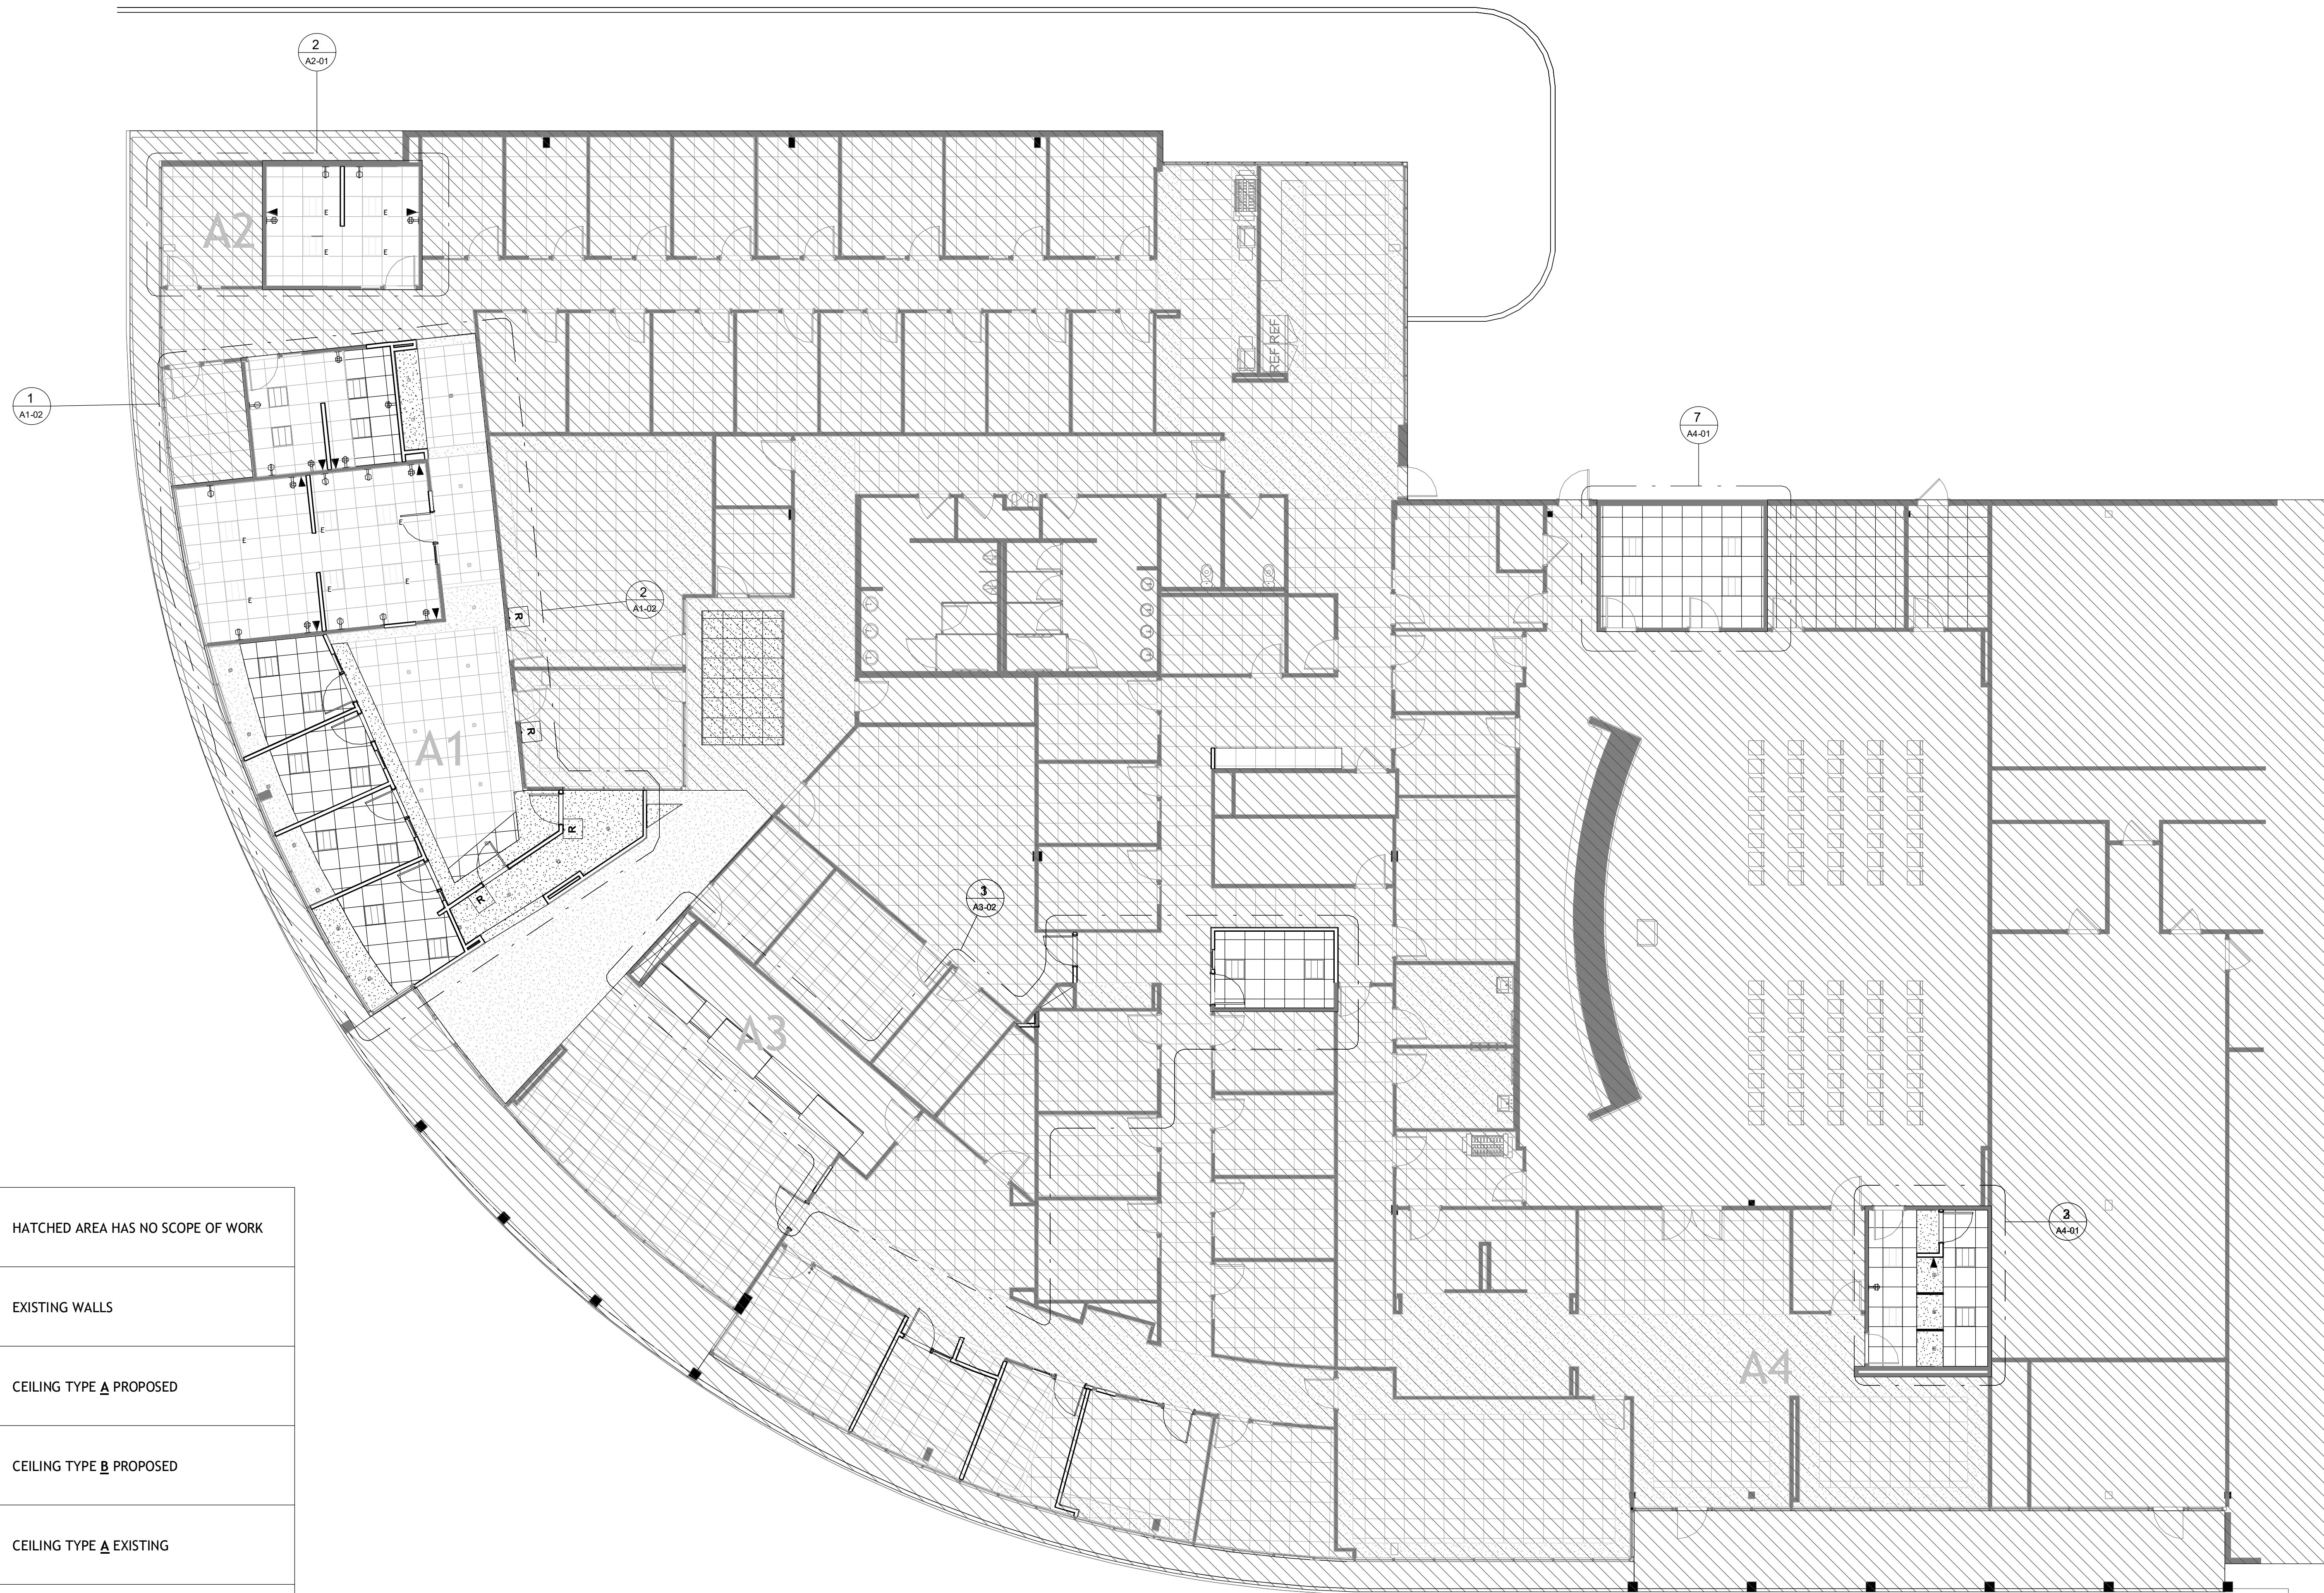 2
A2-01
A2
E
E
E
E
REF
REF
1
A1-02
7
A4-01
E
E
E
E
E
E
2
A1-02
R
R
A1
R
R
A3-02
A3
A4-01
A4
HATCHED AREA HAS NO SCOPE OF WORK
EXISTING WALLS
CEILING TYPE A PROPOSED
CEILING TYPE B PROPOSED
CEILING TYPE A EXISTING